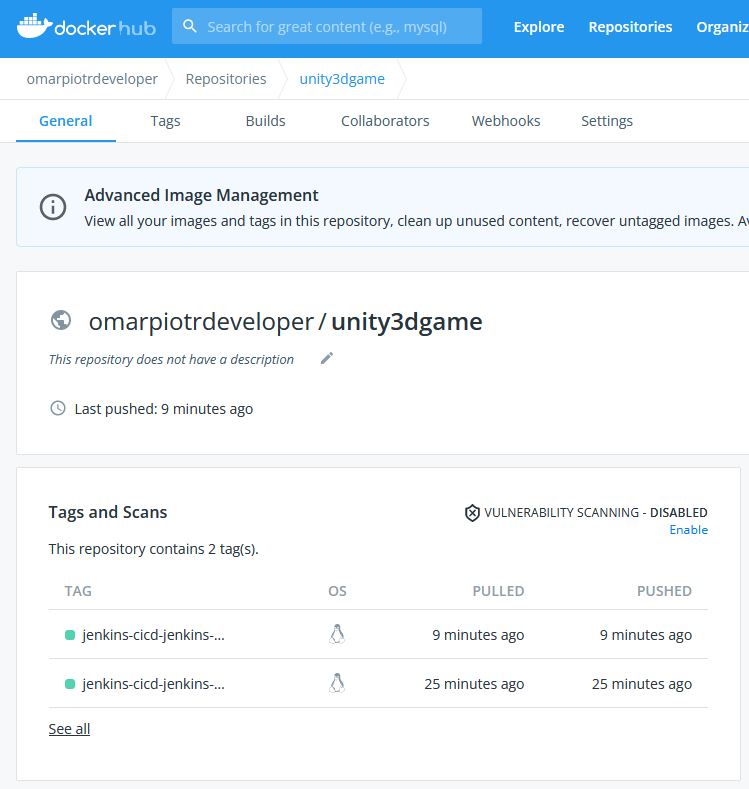 docker hub Search for great content (e.g., mysql) Explore Repositories
omarpiotrdeveloper Repositories unity3dgame
General Tags Builds Collaborators Webhooks Settings
Advanced Image Management
View all your images and tags in this repository, clean up unused content, recover untagged images.
omarpiotrdeveloper / unity3dgame
This repository does not have a description
Last pushed: 9 minutes ago
Tags and Scans
VULNERABILITY SCANNING - DISABLED
Enable
This repository contains 2 tag(s).
TAG OS PULLED PUSHED
jenkins-cicd-jenkins-... 9 minutes ago 9 minutes ago
jenkins-cicd-jenkins-... 25 minutes ago 25 minutes ago
See all